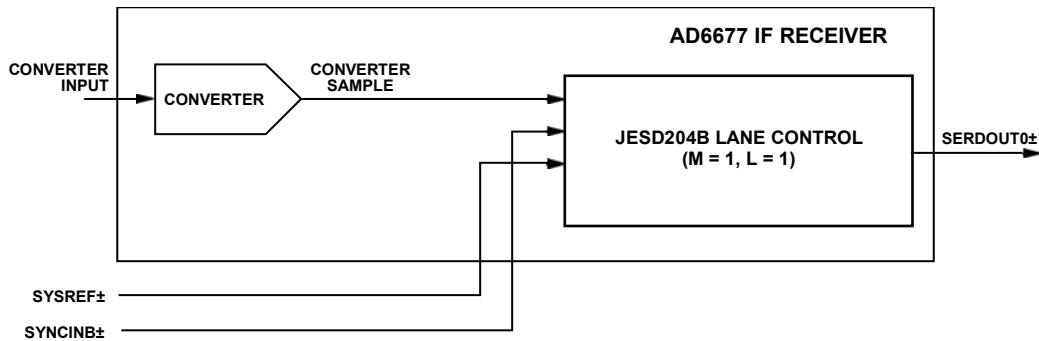 AD6677 IF RECEIVER
CONVERTER
INPUT
CONVERTER
CONVERTER
SAMPLE
JESD204B LANE CONTROL
(M = 1, L = 1)
SERDOUT0±
SYSREF±
SYNCINB±